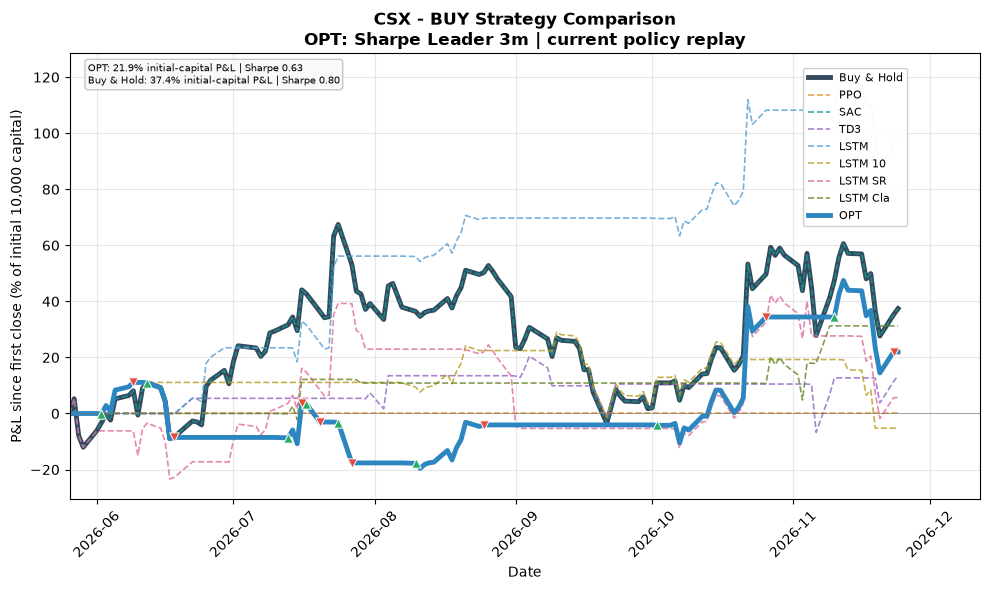 CSX - BUY Strategy Comparison
OPT: Sharpe Leader 3m | current policy replay
OPT: 21.9% initial-capital P&L | Sharpe 0.63
Buy & Hold: 37.4% initial-capital P&L | Sharpe 0.80
Buy & Hold
PPO
SAC
TD3
LSTM
LSTM 10
LSTM SR
LSTM Cla
OPT
P&L since first close (% of initial 10,000 capital)
120
100
80
60
40
20
0
−20
2026-06
2026-07
2026-08
2026-09
2026-10
2026-11
2026-12
Date